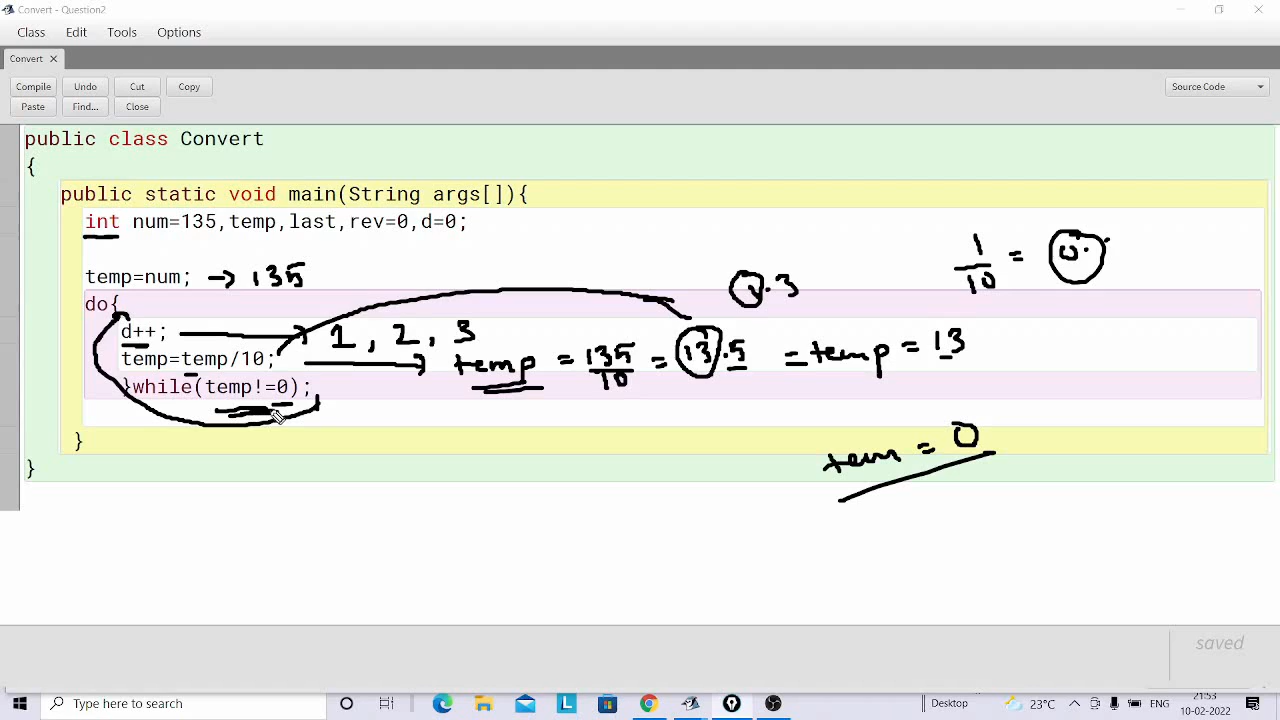 Convert - Question2
Class Edit Tools Options
Convert
Compile Undo Cut Copy
Source Code
Paste Find... Close
public class Convert
{
public static void main(String args[]){
int num=135,temp,last,rev=0,d=0;
1/10 = 0.
temp=num; → 135
.3
do{
d++; 1, 2, 3
temp=temp/10; temp = 135/10 = 13.5 = temp = 13
}while(temp!=0);
}
tem = 0
}
saved
Type here to search
Desktop
23°C
ENG
21:53
10-02-2022